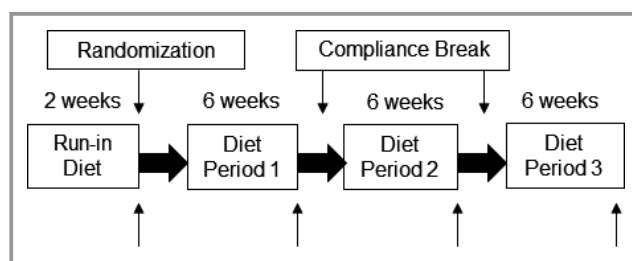 Randomization
Compliance Break
2 weeks
6 weeks
6 weeks
6 weeks
Run-in
Diet
Diet
Period 1
Diet
Period 2
Diet
Period 3